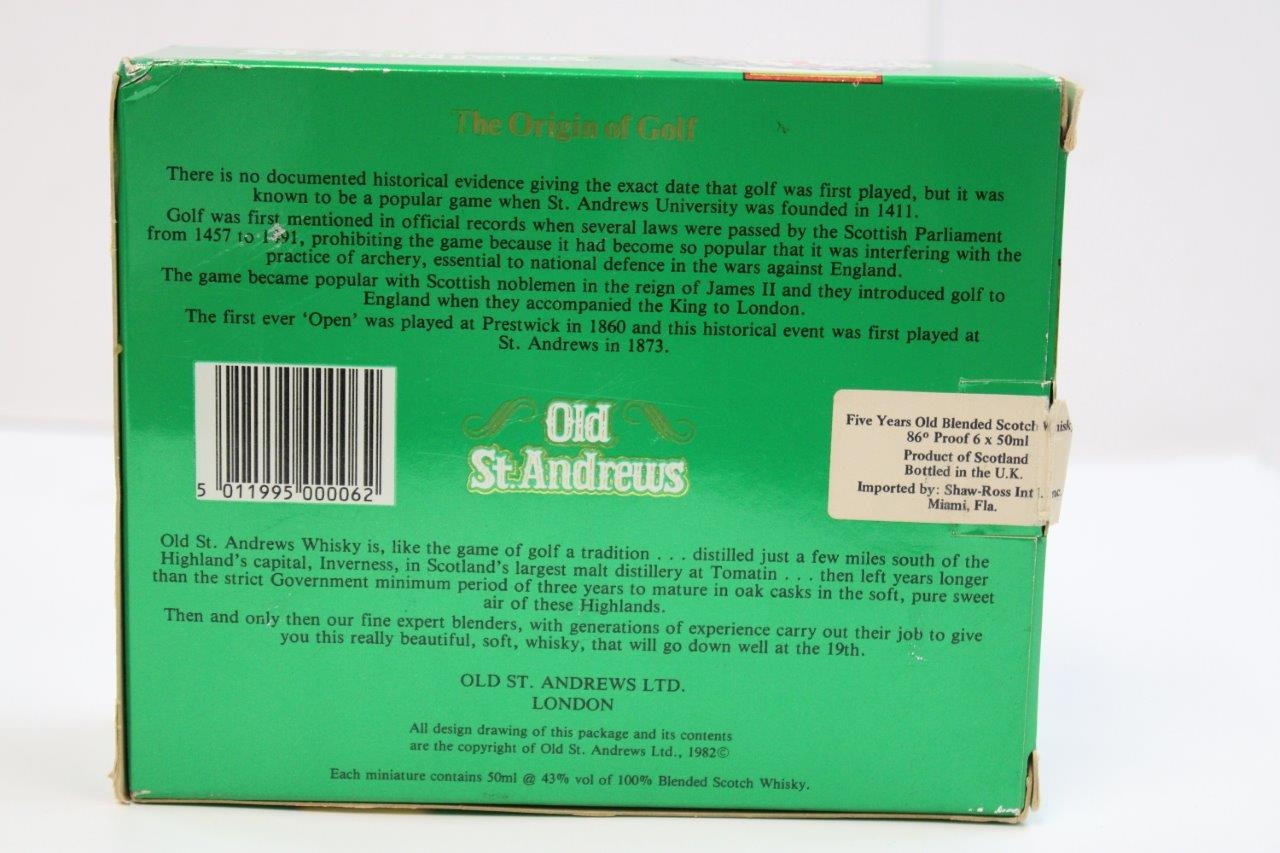 The Origin of Golf
There is no documented historical evidence giving the exact date that golf was first played, but it was
known to be a popular game when St. Andrews University was founded in 1411.
Golf was first mentioned in official records when several laws were passed by the Scottish Parliament
from 1457 to 1491, prohibiting the game because it had become so popular that it was interfering with the
practice of archery, essential to national defence in the wars against England.
The game became popular with Scottish noblemen in the reign of James II and they introduced golf to
England when they accompanied the King to London.
The first ever ‘Open’ was played at Prestwick in 1860 and this historical event was first played at
St. Andrews in 1873.
5 011995 000062
Old
St. Andrews
Five Years Old Blended Scotch Whisk
86º Proof 6 x 50ml
Product of Scotland
Bottled in the U.K.
Imported by: Shaw-Ross Int
Miami, Fla.
Old St. Andrews Whisky is, like the game of golf a tradition . . . distilled just a few miles south of the
Highland's capital, Inverness, in Scotland's largest malt distillery at Tomatin . . . then left years longer
than the strict Government minimum period of three years to mature in oak casks in the soft, pure sweet
air of these Highlands.
Then and only then our fine expert blenders, with generations of experience carry out their job to give
you this really beautiful, soft, whisky, that will go down well at the 19th.
OLD ST. ANDREWS LTD.
LONDON
All design drawing of this package and its contents
are the copyright of Old St. Andrews Ltd., 1982©
Each miniature contains 50ml @ 43% vol of 100% Blended Scotch Whisky.